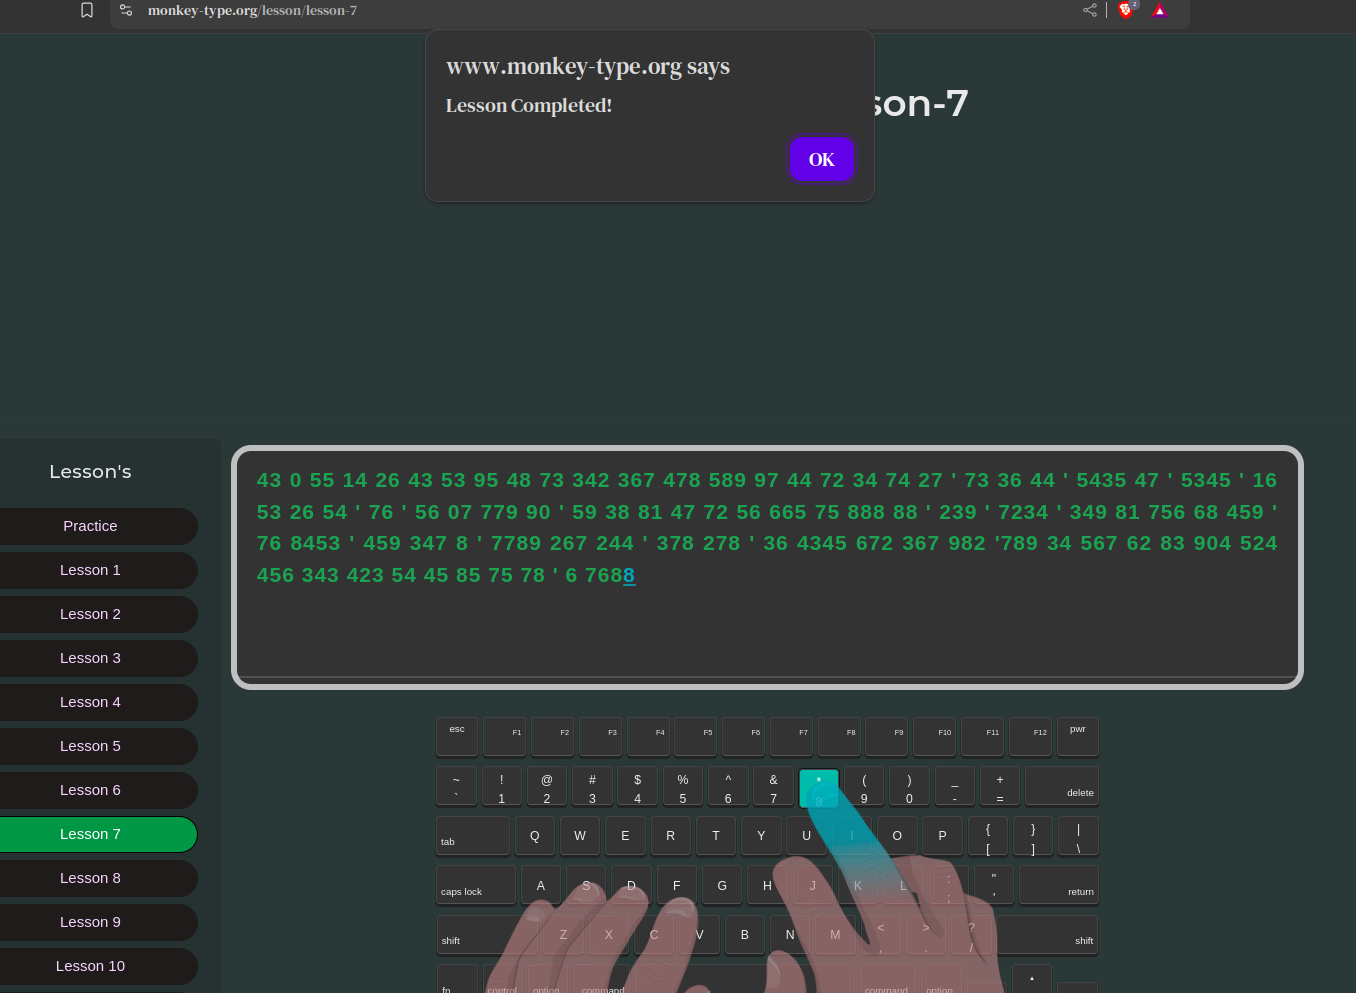 monkey-type.org/lesson/lesson-7
2
www.monkey-type.org says
Lesson Completed!
OK
son-7
Lesson's
Practice
Lesson 1
Lesson 2
Lesson 3
Lesson 4
Lesson 5
Lesson 6
Lesson 7
Lesson 8
Lesson 9
Lesson 10
43 0 55 14 26 43 53 95 48 73 342 367 478 589 97 44 72 34 74 27 ' 73 36 44 ' 5435 47 ' 5345 ' 16
53 26 54 ' 76 ' 56 07 779 90 ' 59 38 81 47 72 56 665 75 888 88 ' 239 ' 7234 ' 349 81 756 68 459 '
76 8453 ' 459 347 8 ' 7789 267 244 ' 378 278 ' 36 4345 672 367 982 '789 34 567 62 83 904 524
456 343 423 54 45 85 75 78 ' 6 7688
esc F1 F2 F3 F4 F5 F6 F7 F8 F9 F10 F11 F12 pwr
~ ! @ # $ % ^ & * ( ) _ +
` 1 2 3 4 5 6 7 8 9 0 - = delete
tab Q W E R T Y U I O P { } |
[ ] \
caps lock A S D F G H J K L : "
; ' return
shift Z X C V B N M < > ?
, . / shift
fn control option command command option ▲